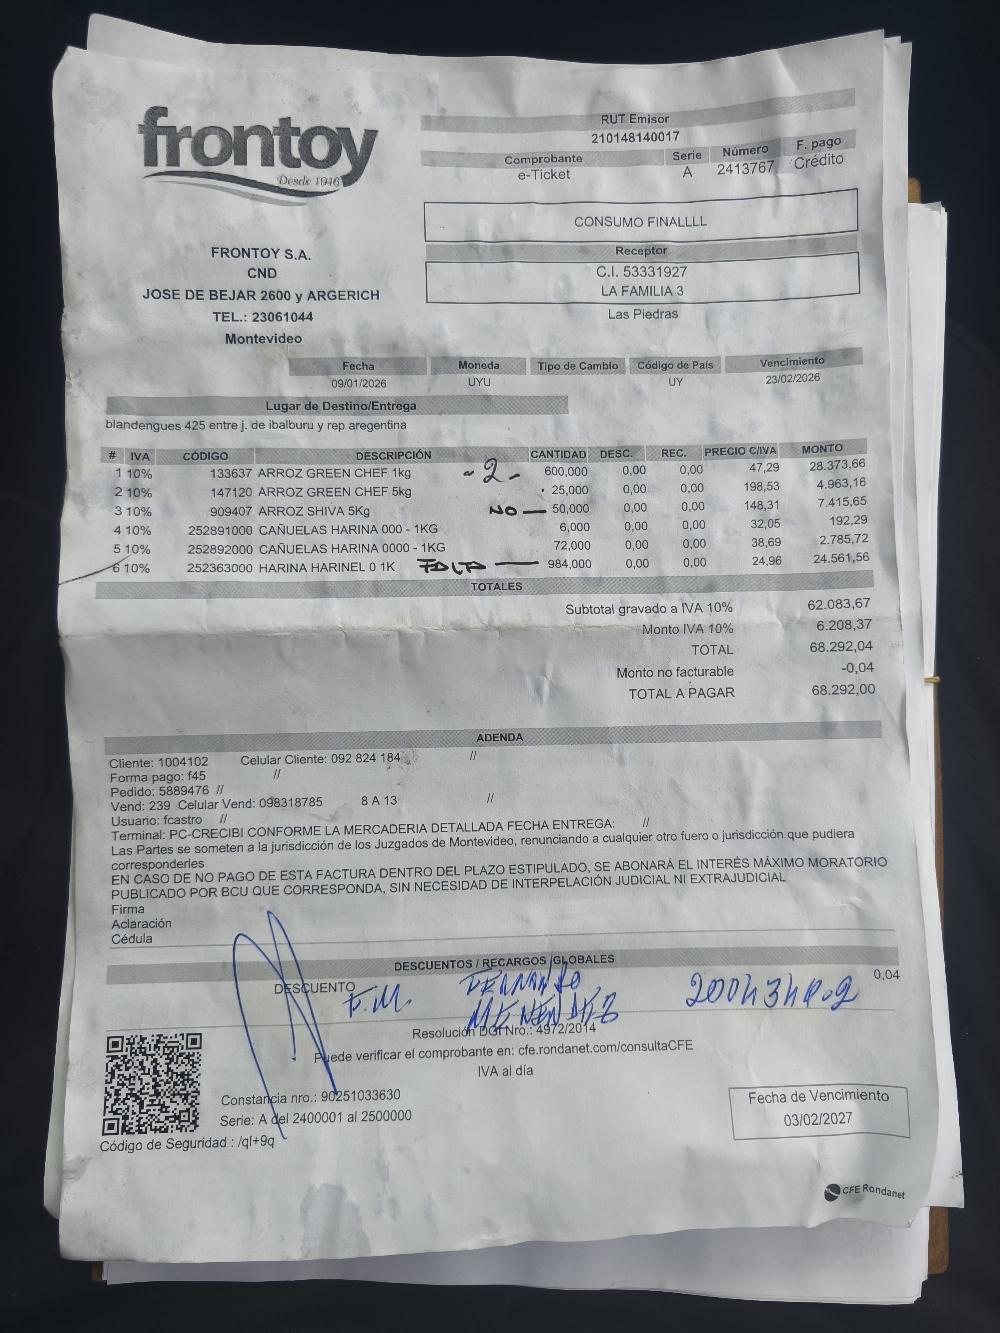 frontoy
Desde 1946
FRONTOY S.A.
CND
JOSE DE BEJAR 2600 y ARGERICH
TEL.: 23061044
Montevideo
RUT Emisor
210148140017
Comprobante Serie Número F. pago
e-Ticket A 2413767 Crédito
CONSUMO FINALLLL
Receptor
C.I. 53331927
LA FAMILIA 3
Las Piedras
Fecha Moneda Tipo de Cambio Código de País Vencimiento
09/01/2026 UYU UY 23/02/2026
Lugar de Destino/Entrega
blandengues 425 entre j. de ibalburu y rep aregentina
# IVA CÓDIGO DESCRIPCIÓN CANTIDAD DESC. REC. PRECIO C/IVA MONTO
1 10% 133637 ARROZ GREEN CHEF 1kg - 2 - 600,000 0,00 0,00 47,29 28.373,66
2 10% 147120 ARROZ GREEN CHEF 5kg 25,000 0,00 0,00 198,53 4.963,16
3 10% 909407 ARROZ SHIVA 5Kg NO — 50,000 0,00 0,00 148,31 7.415,65
4 10% 252891000 CAÑUELAS HARINA 000 - 1KG 6,000 0,00 0,00 32,05 192,29
5 10% 252892000 CAÑUELAS HARINA 0000 - 1KG 72,000 0,00 0,00 38,69 2.785,72
6 10% 252363000 HARINA HARINEL 0 1K FALTA — 984,000 0,00 0,00 24,96 24.561,56
TOTALES
Subtotal gravado a IVA 10% 62.083,67
Monto IVA 10% 6.208,37
TOTAL 68.292,04
Monto no facturable -0,04
TOTAL A PAGAR 68.292,00
ADENDA
Cliente: 1004102 Celular Cliente: 092 824 184 //
Forma pago: f45 //
Pedido: 5889476 //
Vend: 239 Celular Vend: 098318785 8 A 13 //
Usuario: fcastro //
Terminal: PC-CRECIBI CONFORME LA MERCADERIA DETALLADA FECHA ENTREGA: //
Las Partes se someten a la jurisdicción de los Juzgados de Montevideo, renunciando a cualquier otro fuero o jurisdicción que pudiera
corresponderles
EN CASO DE NO PAGO DE ESTA FACTURA DENTRO DEL PLAZO ESTIPULADO, SE ABONARÁ EL INTERÉS MÁXIMO MORATORIO
PUBLICADO POR BCU QUE CORRESPONDA, SIN NECESIDAD DE INTERPELACIÓN JUDICIAL NI EXTRAJUDICIAL
Firma
Aclaración
Cédula
DESCUENTOS / RECARGOS GLOBALES
DESCUENTO 0,04
F.M FERNANDO
MENENDEZ
Resolución DGI Nro.: 4972/2014
Puede verificar el comprobante en: cfe.rondanet.com/consultaCFE
IVA al día
Constancia nro.: 90251033630
Serie: A del 2400001 al 2500000
Código de Seguridad : /ql+9q
Fecha de Vencimiento
03/02/2027
CFE Rondanet